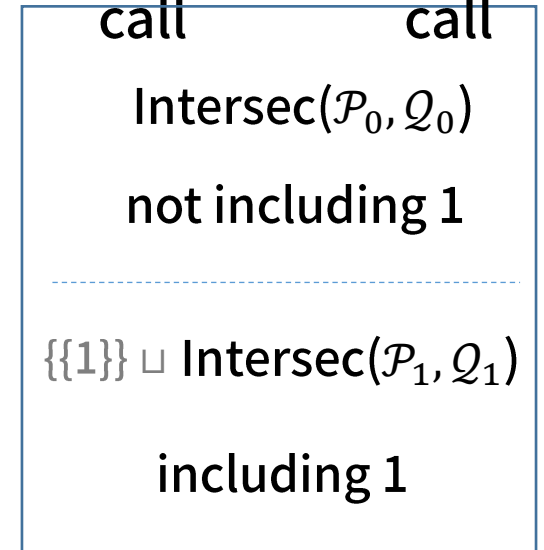 call call
Intersec(𝒫₀, 𝒬₀)
not including 1
{{1}} ⊔ Intersec(𝒫₁, 𝒬₁)
including 1